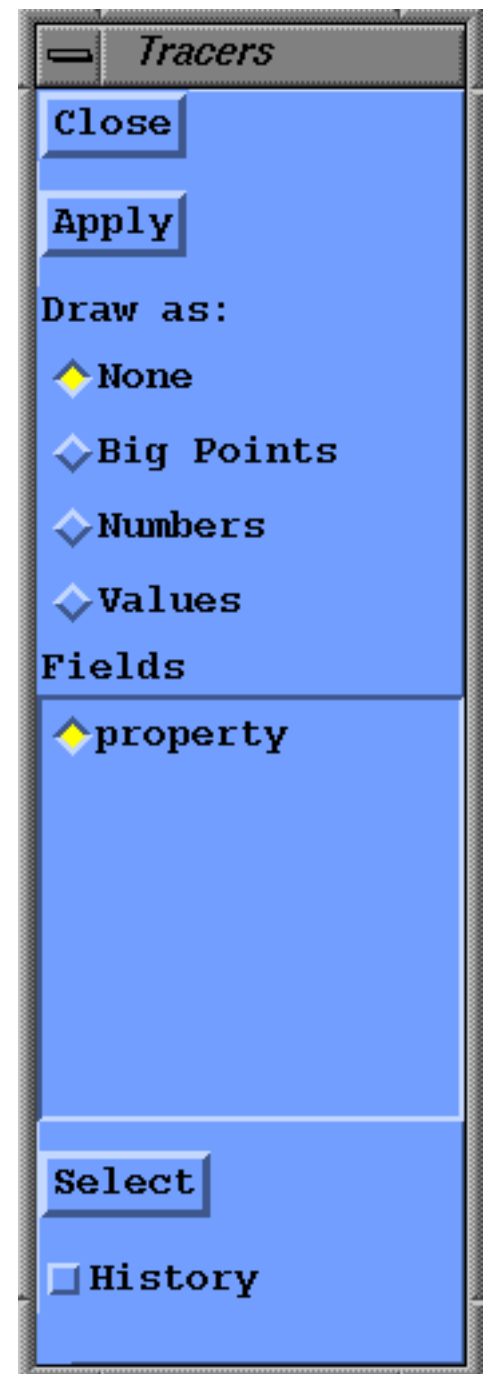 Tracers
Close
Apply
Draw as:
None
Big Points
Numbers
Values
Fields
property
Select
History